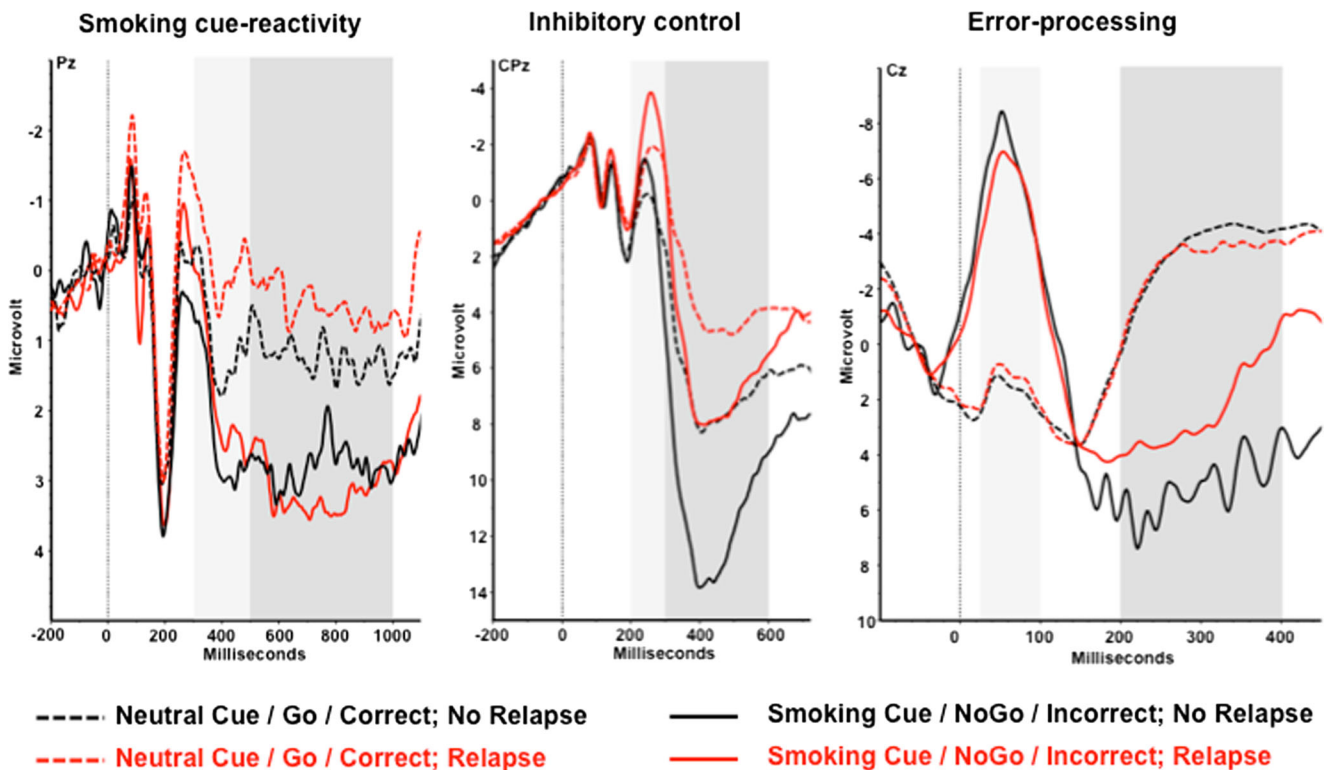 Smoking cue-reactivity
Inhibitory control
Error-processing
Pz
-2
-1
0
1
2
3
4
Microvolt
-200 0 200 400 600 800 1000
Milliseconds
CPz
-4
-2
0
2
4
6
8
10
12
14
Microvolt
-200 0 200 400 600
Milliseconds
Cz
-8
-6
-4
-2
0
2
4
6
8
10
Microvolt
0 100 200 400
Milliseconds
Neutral Cue / Go / Correct; No Relapse
Smoking Cue / NoGo / Incorrect; No Relapse
Neutral Cue / Go / Correct; Relapse
Smoking Cue / NoGo / Incorrect; Relapse